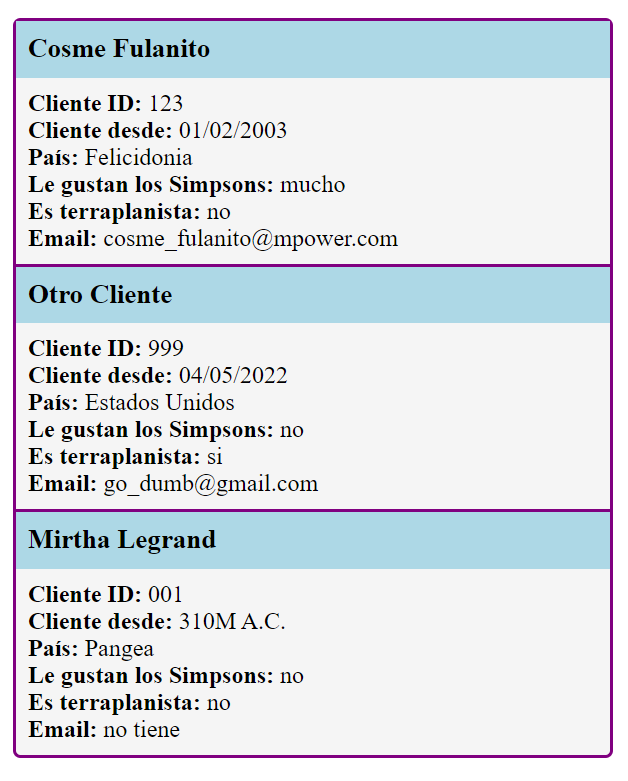 Cosme Fulanito
Cliente ID: 123
Cliente desde: 01/02/2003
País: Felicidonia
Le gustan los Simpsons: mucho
Es terraplanista: no
Email: cosme_fulanito@mpower.com
Otro Cliente
Cliente ID: 999
Cliente desde: 04/05/2022
País: Estados Unidos
Le gustan los Simpsons: no
Es terraplanista: si
Email: go_dumb@gmail.com
Mirtha Legrand
Cliente ID: 001
Cliente desde: 310M A.C.
País: Pangea
Le gustan los Simpsons: no
Es terraplanista: no
Email: no tiene